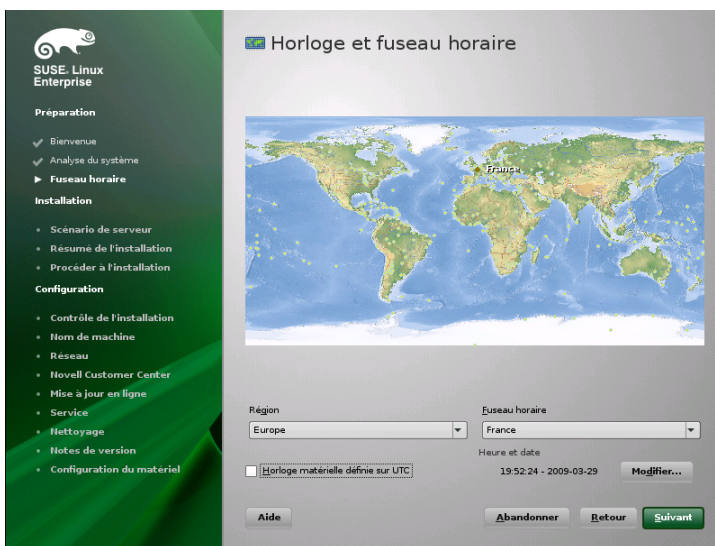 SUSE. Linux
Enterprise
Préparation
Bienvenue
Analyse du système
Fuseau horaire
Installation
Scénario de serveur
Résumé de l'installation
Procéder à l'installation
Configuration
Contrôle de l'installation
Nom de machine
Réseau
Novell Customer Center
Mise à jour en ligne
Service
Nettoyage
Notes de version
Configuration du matériel
Horloge et fuseau horaire
France
Région
Europe
Fuseau horaire
France
Horloge matérielle définie sur UTC
Heure et date
19:52:24 - 2009-03-29
Modifier...
Aide
Abandonner
Retour
Suivant